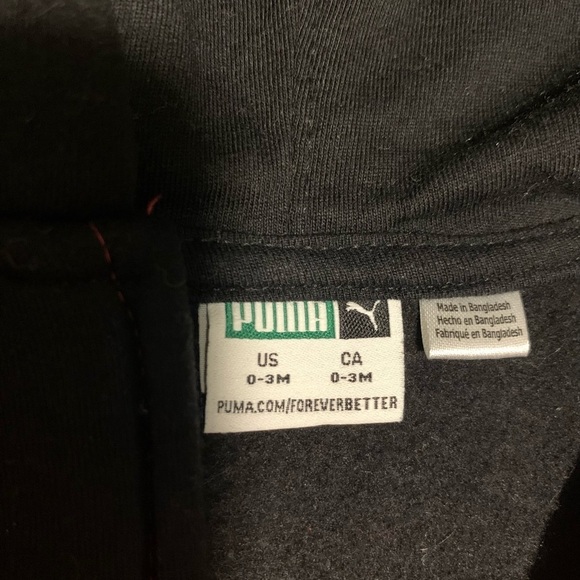 PUMA
US CA
0-3M 0-3M
PUMA.COM/FOREVERBETTER
Made in Bangladesh
Hecho en Bangladesh
Fabriqué en Bangladesh